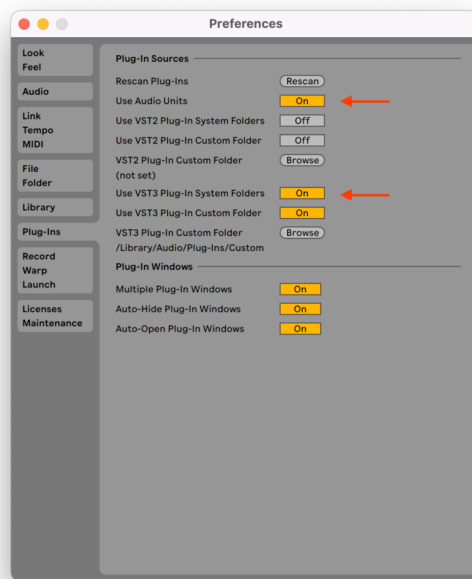 Preferences
Look
Feel
Audio
Link
Tempo
MIDI
File
Folder
Library
Plug-Ins
Record
Warp
Launch
Licenses
Maintenance
Plug-In Sources
Rescan Plug-Ins Rescan
Use Audio Units On
Use VST2 Plug-In System Folders Off
Use VST2 Plug-In Custom Folder Off
VST2 Plug-In Custom Folder Browse
(not set)
Use VST3 Plug-In System Folders On
Use VST3 Plug-In Custom Folder On
VST3 Plug-In Custom Folder Browse
/Library/Audio/Plug-Ins/Custom
Plug-In Windows
Multiple Plug-In Windows On
Auto-Hide Plug-In Windows On
Auto-Open Plug-In Windows On